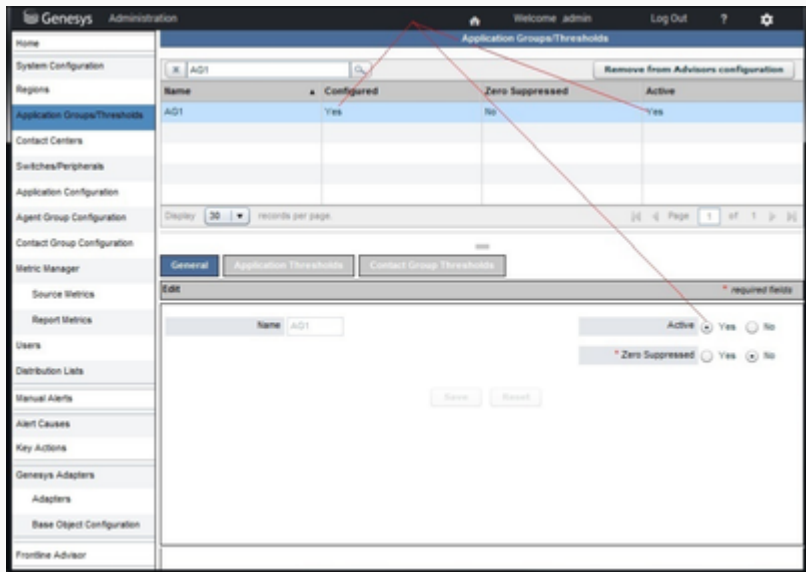 Genesys Administration Welcome admin Log Out ?
Home
System Configuration
Regions
Application Groups/Thresholds
Contact Centers
Switches/Peripherals
Application Configuration
Agent Group Configuration
Contact Group Configuration
Metric Manager
Source Metrics
Report Metrics
Users
Distribution Lists
Manual Alerts
Alert Causes
Key Actions
Genesys Adapters
Adapters
Base Object Configuration
Frontline Advisor
Application Groups/Thresholds
X AG1
Remove from Advisors configuration
Name Configured Zero Suppressed Active
AG1 Yes No Yes
Display 30 records per page. Page 1 of 1
General Application Thresholds Contact Group Thresholds
Edit * required fields
Name AG1 Active Yes No
* Zero Suppressed Yes No
Save Reset